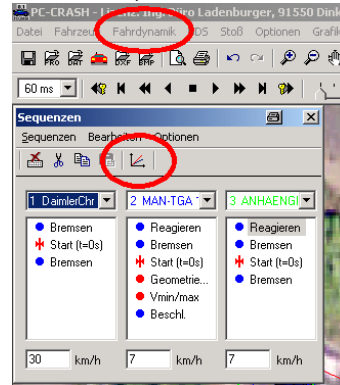 PC-CRASH - Lizenz: Ing. Büro Ladenburger, 91550 Dink
Datei Fahrzeu Fahrdynamik DS Stoß Optionen Grafik
60 ms
Sequenzen
Sequenzen Bearbeiten Optionen
1 DaimlerChr 2 MAN-TGA 3 ANHAENGI
Bremsen Reagieren Reagieren
Start (t=0s) Bremsen Bremsen
Bremsen Start (t=0s) Start (t=0s)
Geometrie... Bremsen
Vmin/max
Beschl.
30 km/h 7 km/h 7 km/h